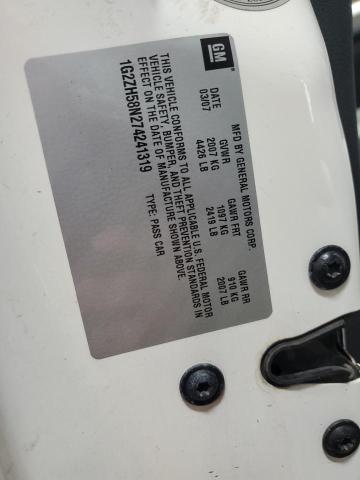 GM
MFD BY GENERAL MOTORS CORP.
DATE GVWR GAWR FRT GAWR RR
03/07 2007 KG 1097 KG 910 KG
4426 LB 2419 LB 2007 LB
THIS VEHICLE CONFORMS TO ALL APPLICABLE U.S. FEDERAL MOTOR
VEHICLE SAFETY, BUMPER, AND THEFT PREVENTION STANDARDS IN
EFFECT ON THE DATE OF MANUFACTURE SHOWN ABOVE.
1G2ZH58N274241319 TYPE: PASS CAR